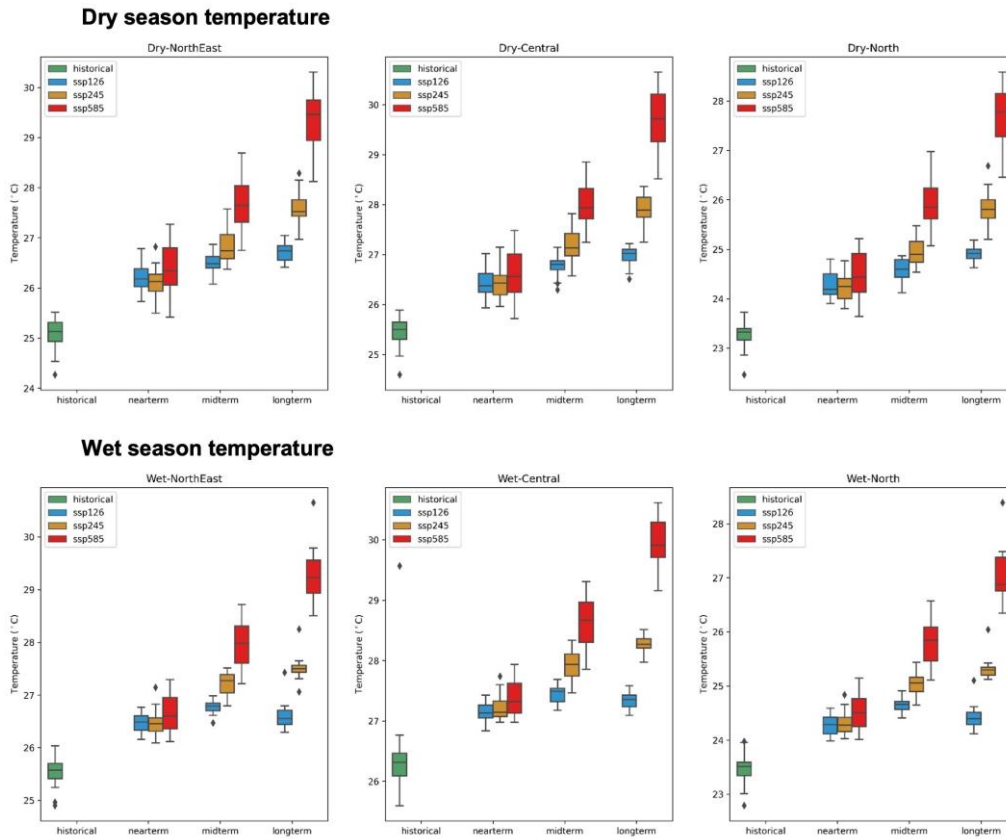 Dry season temperature
Dry-NorthEast
historical
ssp126
ssp245
ssp585
Temperature (°C)
30
29
28
27
26
25
24
historical nearterm midterm longterm
Dry-Central
historical
ssp126
ssp245
ssp585
Temperature (°C)
30
29
28
27
26
25
historical nearterm midterm longterm
Dry-North
historical
ssp126
ssp245
ssp585
Temperature (°C)
28
27
26
25
24
23
historical nearterm midterm longterm
Wet season temperature
Wet-NorthEast
historical
ssp126
ssp245
ssp585
Temperature (°C)
30
29
28
27
26
25
historical nearterm midterm longterm
Wet-Central
historical
ssp126
ssp245
ssp585
Temperature (°C)
30
29
28
27
26
historical nearterm midterm longterm
Wet-North
historical
ssp126
ssp245
ssp585
Temperature (°C)
28
27
26
25
24
23
historical nearterm midterm longterm